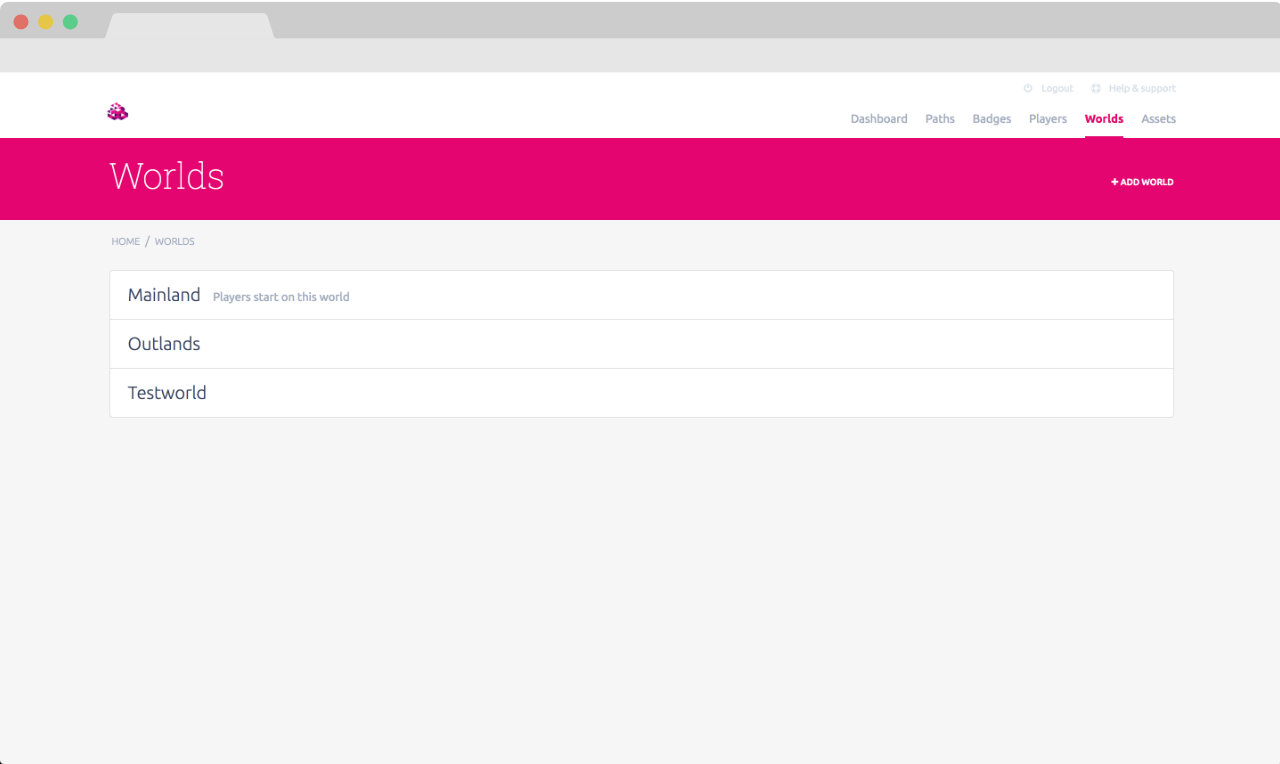 Logout Help & support
Dashboard Paths Badges Players Worlds Assets
Worlds
+ ADD WORLD
HOME / WORLDS
Mainland Players start on this world
Outlands
Testworld